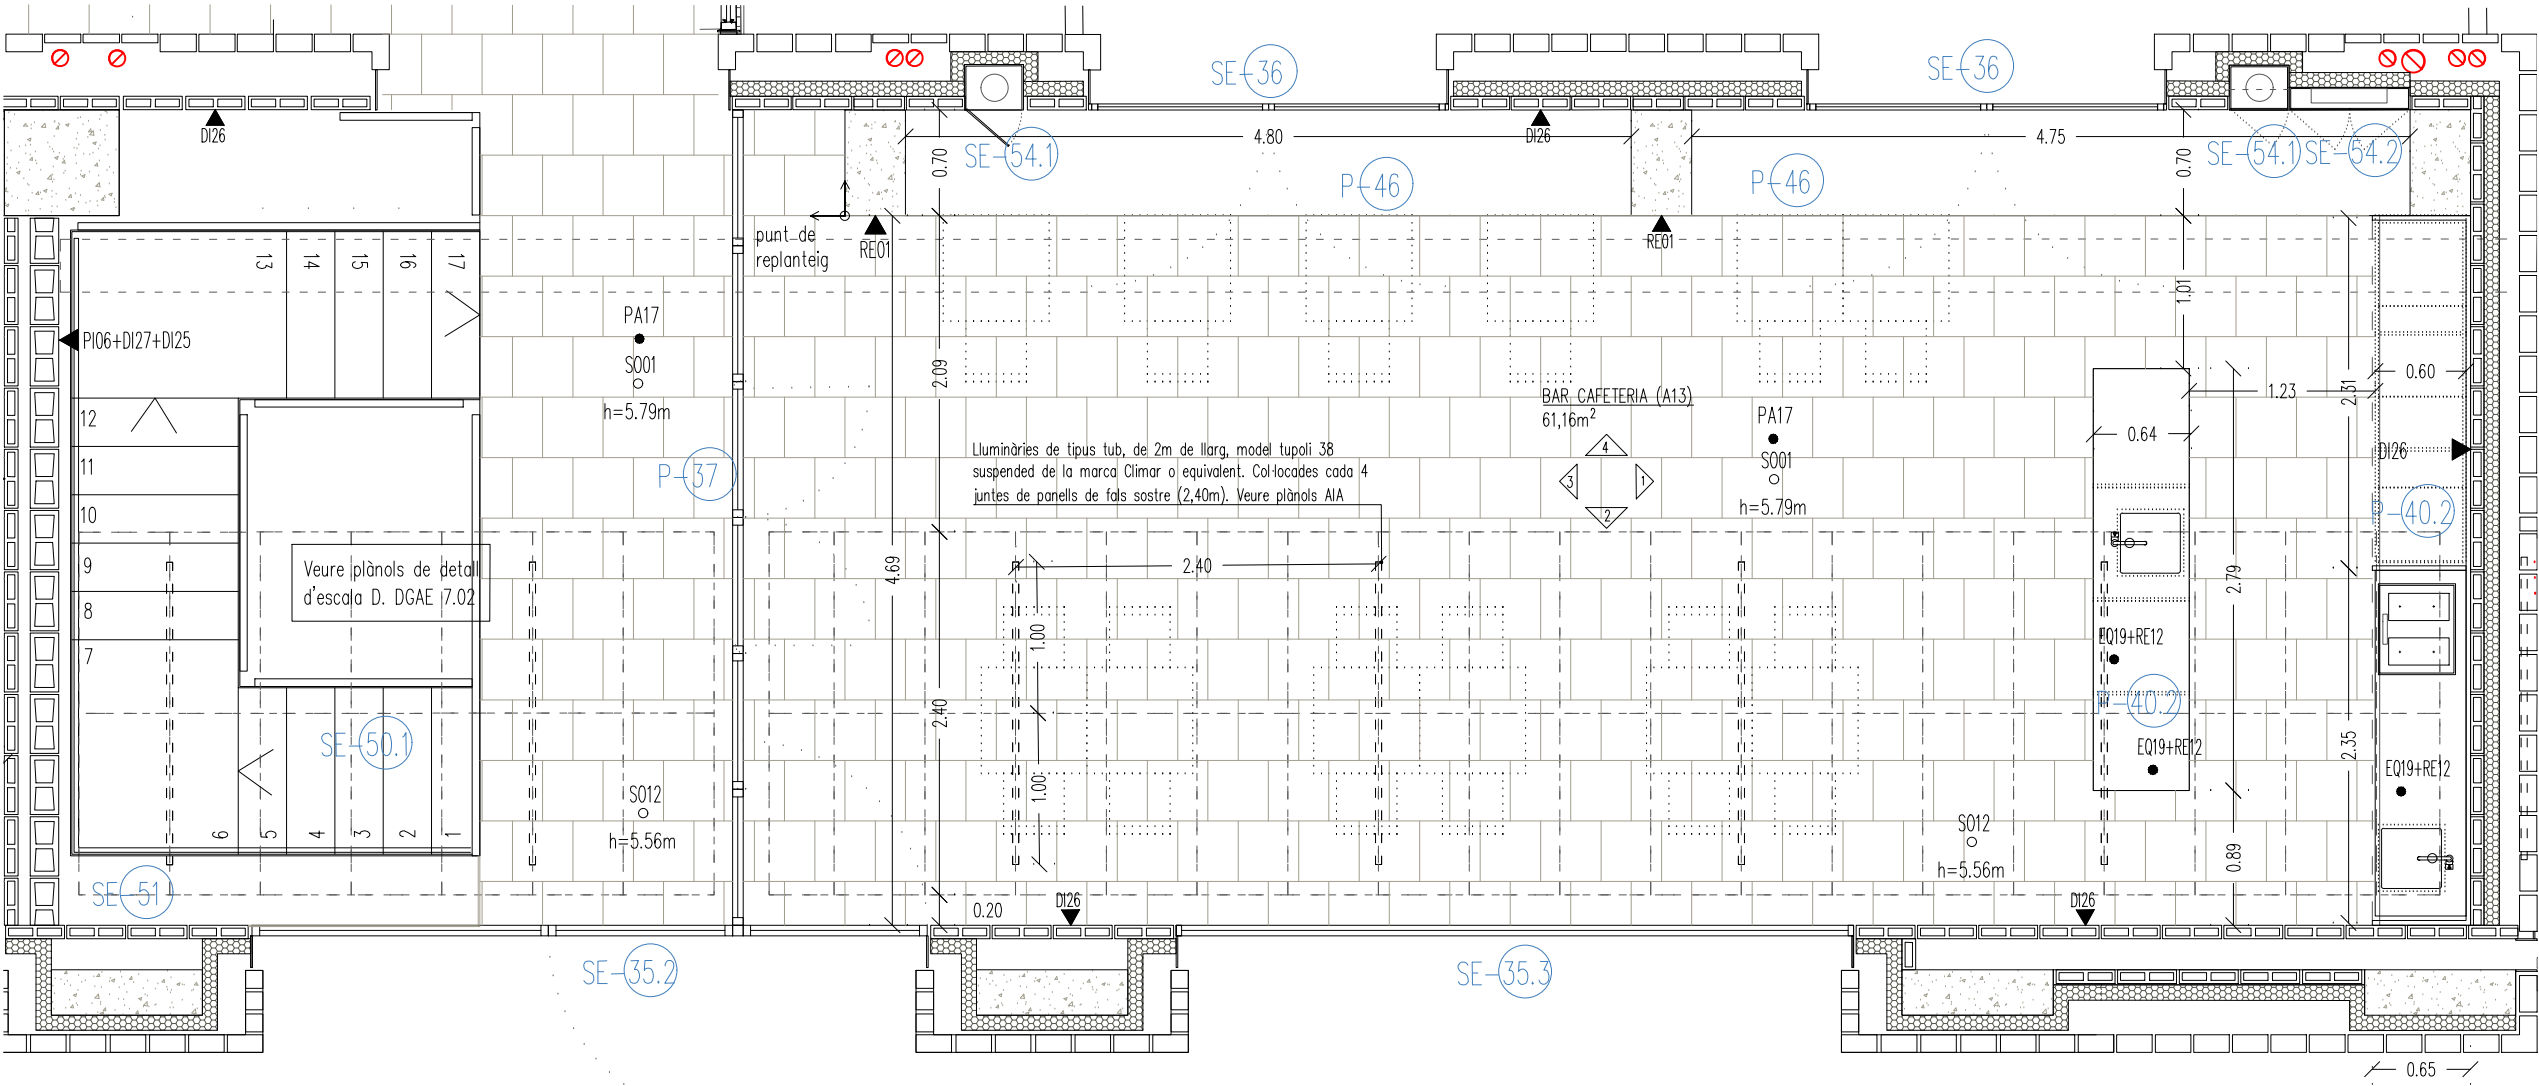 SE-36
SE-36
DI26
4.80
DI26
4.75
SE-54.1
SE-54.1
SE-54.2
0.70
0.70
P-46
P-46
punt de
replanteig
RE01
RE01
13
14
15
16
17
PI06+DI27+DI25
PA17
S001
h=5.79m
2.09
1.01
BAR CAFETERIA (A13)
61,16m²
PA17
S001
h=5.79m
4
3
1
2
0.60
1.23
2.31
0.64
DI26
12
11
10
9
8
7
P-37
Lluminàries de tipus tub, de 2m de llarg, model tupoli 38
suspended de la marca Climar o equivalent. Col·locades cada 4
juntes de panells de fals sostre (2,40m). Veure plànols AIA
P-40.2
Veure plànols de detall
d'escala D. DGAE 7.02
4.69
2.40
1.00
2.79
EQ19+RE12
P-40.2
EQ19+RE12
EQ19+RE12
SE-50.1
2.40
1.00
2.35
6
5
4
3
2
1
S012
h=5.56m
S012
h=5.56m
0.89
SE-51
0.20
DI26
DI26
SE-35.2
SE-35.3
0.65